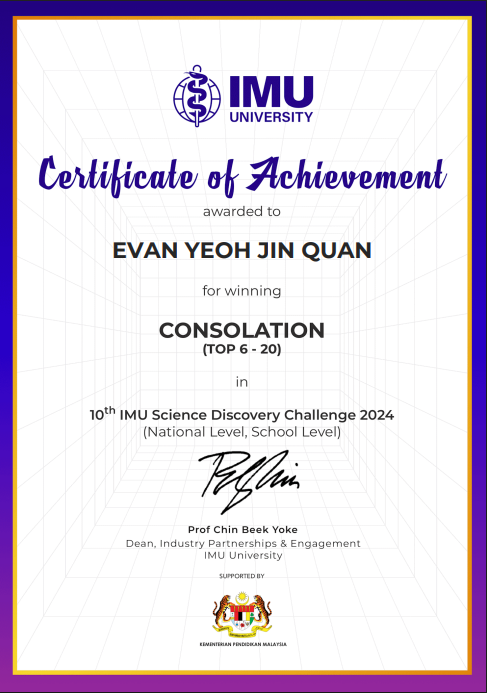 IMU
UNIVERSITY
Certificate of Achievement
awarded to
EVAN YEOH JIN QUAN
for winning
CONSOLATION
(TOP 6 - 20)
in
10th IMU Science Discovery Challenge 2024
(National Level, School Level)
Prof Chin Beek Yoke
Dean, Industry Partnerships & Engagement
IMU University
SUPPORTED BY
KEMENTERIAN PENDIDIKAN MALAYSIA